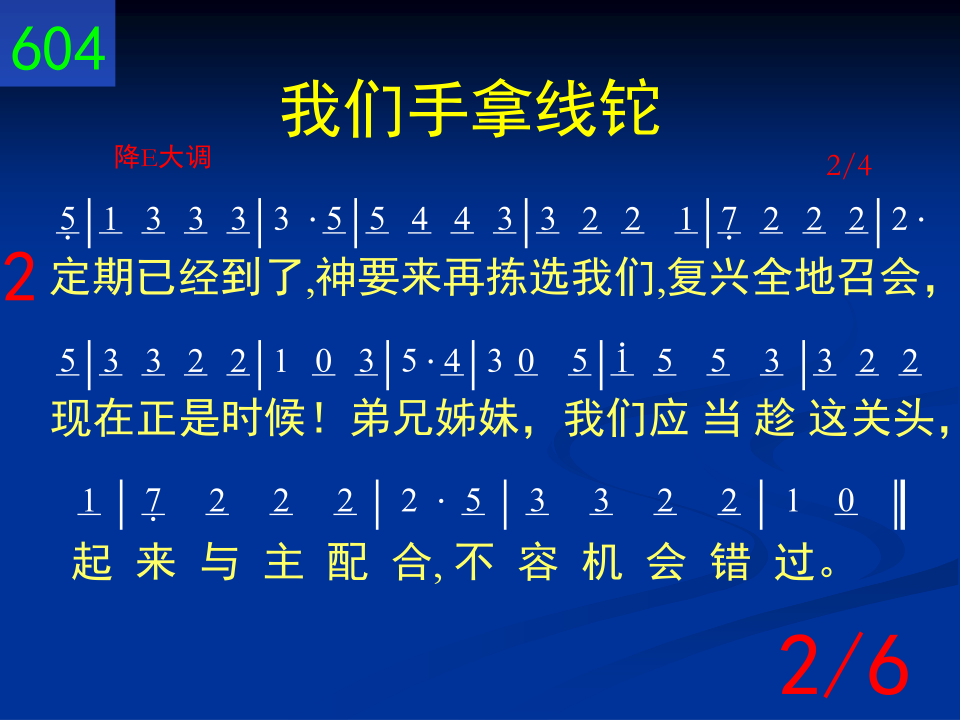 604
我们手拿线铊
降E大调
2/4
5̣|1 3 3 3|3 ·5|5 4 4 3|3 2 2 1|7̣ 2 2 2|2·
2
定期已经到了,神要来再拣选我们,复兴全地召会，
5|3 3 2 2|1 0 3|5·4|3 0 5|i 5 5 3|3 2 2
现在正是时候！弟兄姊妹，我们应 当 趁 这关头，
1|7̣ 2 2 2|2 · 5|3 3 2 2|1 0‖
起 来 与 主 配 合, 不 容 机 会 错 过。
2/6